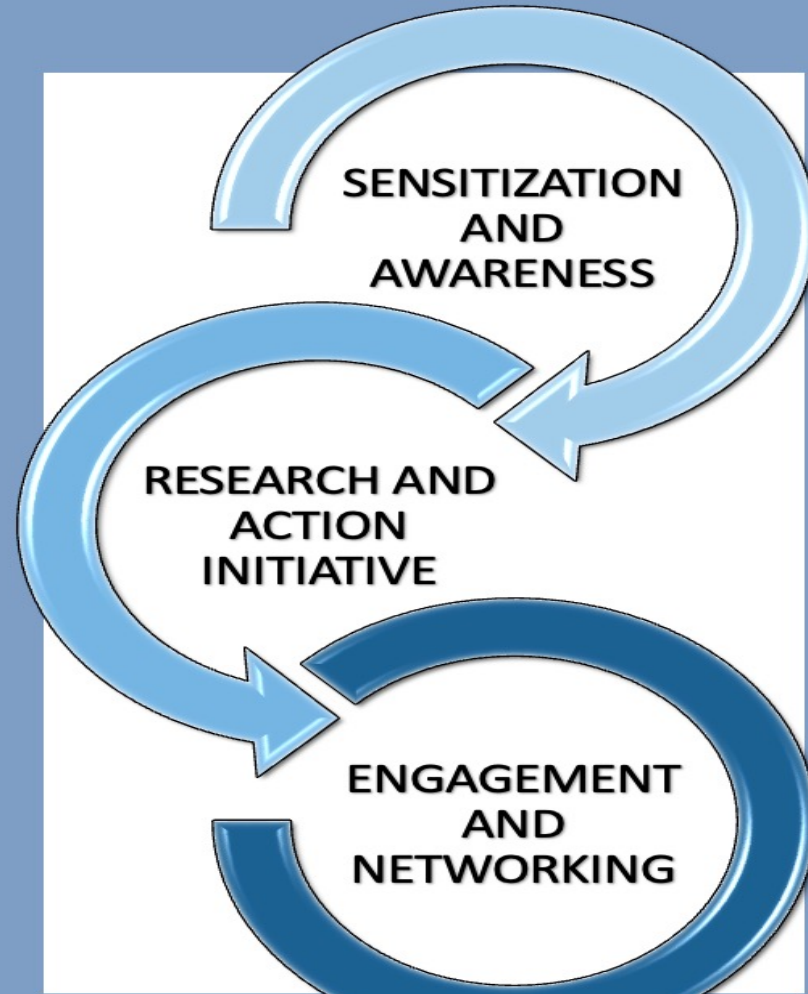 SENSITIZATION
AND
AWARENESS
RESEARCH AND
ACTION
INITIATIVE
ENGAGEMENT
AND
NETWORKING